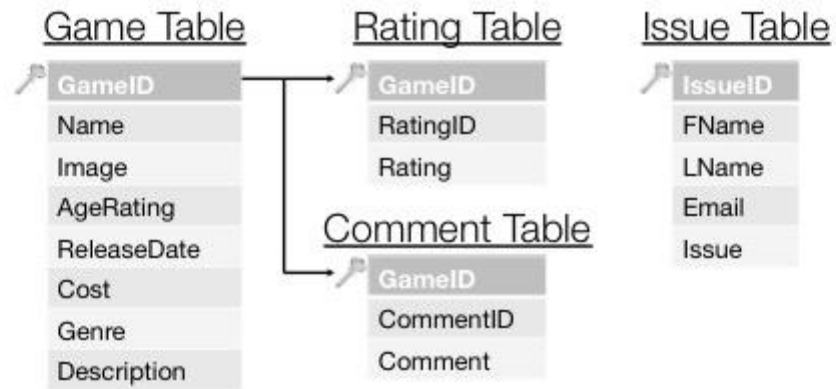 Game Table
GameID
Name
Image
AgeRating
ReleaseDate
Cost
Genre
Description
Rating Table
GameID
RatingID
Rating
Comment Table
GameID
CommentID
Comment
Issue Table
IssueID
FName
LName
Email
Issue